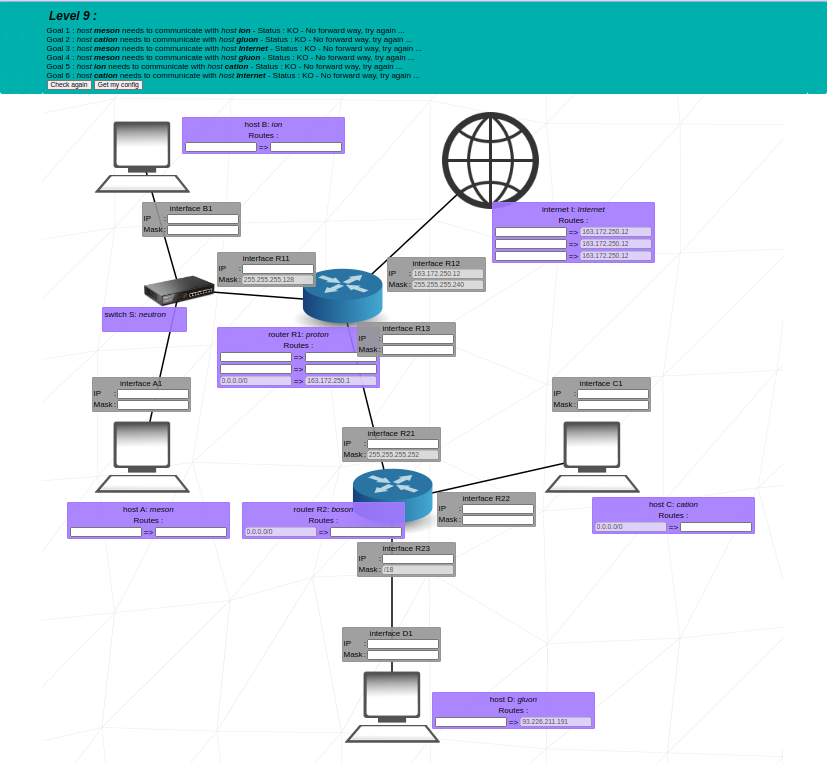 Level 9 :
Goal 1 : host meson needs to communicate with host ion - Status : KO - No forward way, try again ...
Goal 2 : host cation needs to communicate with host gluon - Status : KO - No forward way, try again ...
Goal 3 : host meson needs to communicate with host Internet - Status : KO - No forward way, try again ...
Goal 4 : host meson needs to communicate with host gluon - Status : KO - No forward way, try again ...
Goal 5 : host ion needs to communicate with host cation - Status : KO - No forward way, try again ...
Goal 6 : host cation needs to communicate with host Internet - Status : KO - No forward way, try again ...
Check again Get my config
host B: ion
Routes :
=>
interface B1
IP :
Mask :
internet I: Internet
Routes :
=> 163.172.250.12
=> 163.172.250.12
=> 163.172.250.12
interface R11
IP :
Mask : 255.255.255.128
interface R12
IP : 163.172.250.12
Mask : 255.255.255.240
switch S: neutron
router R1: proton
Routes :
=>
=>
0.0.0.0/0 => 163.172.250.1
interface R13
IP :
Mask :
interface A1
IP :
Mask :
interface C1
IP :
Mask :
interface R21
IP :
Mask : 255.255.255.252
host A: meson
Routes :
=>
router R2: boson
Routes :
0.0.0.0/0 =>
interface R22
IP :
Mask :
host C: cation
Routes :
0.0.0.0/0 =>
interface R23
IP :
Mask : /18
interface D1
IP :
Mask :
host D: gluon
Routes :
=> 93.226.211.191